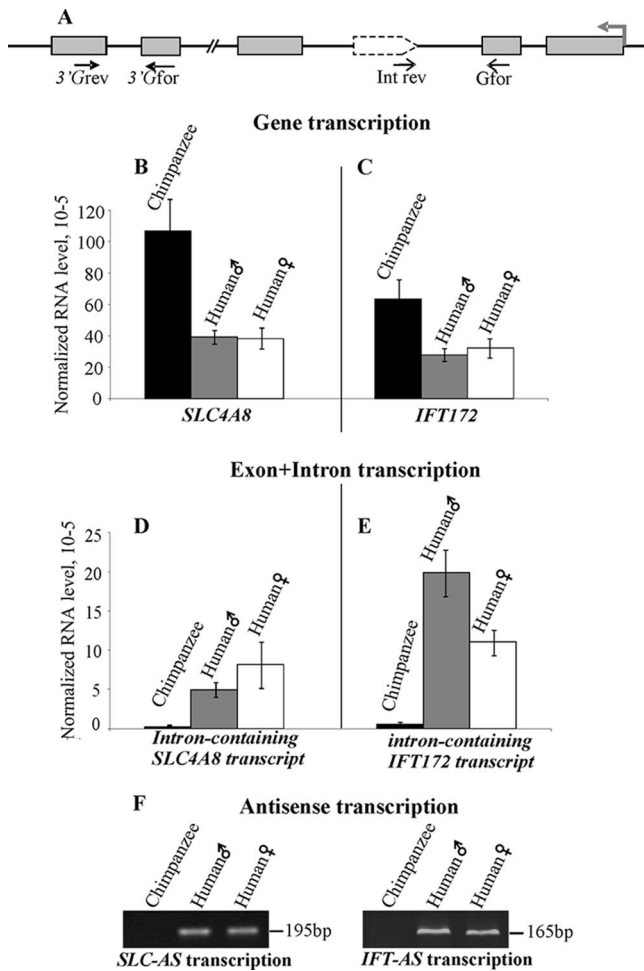 A
3'Grev 3'Gfor Int rev Gfor
Gene transcription
B C
Normalized RNA level, 10-5
120
100
80
60
40
20
0
Chimpanzee
Human♂
Human♀
Chimpanzee
Human♂
Human♀
SLC4A8 IFT172
Exon+Intron transcription
D E
Normalized RNA level, 10-5
25
20
15
10
5
0
Chimpanzee
Human♂
Human♀
Chimpanzee
Human♂
Human♀
Intron-containing
SLC4A8 transcript
intron-containing
IFT172 transcript
F Antisense transcription
Chimpanzee
Human♂
Human♀
195bp
SLC-AS transcription
Chimpanzee
Human♂
Human♀
165bp
IFT-AS transcription